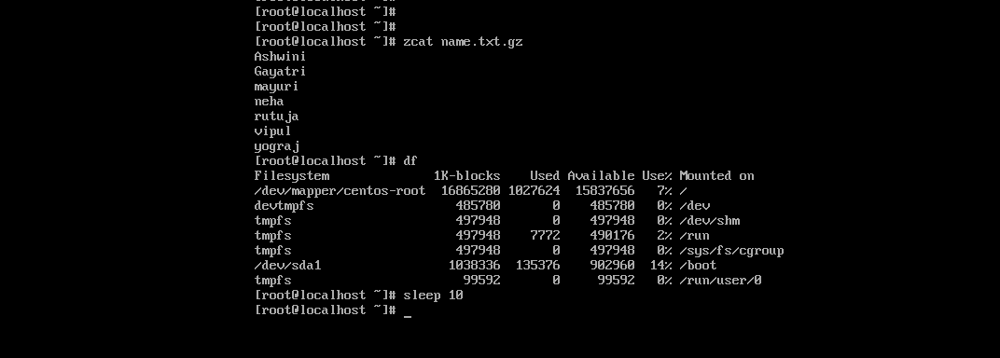 [root@localhost ~]#
[root@localhost ~]#
[root@localhost ~]# zcat name.txt.gz
Ashwini
Gayatri
mayuri
neha
rutuja
vipul
yograj
[root@localhost ~]# df
Filesystem              1K-blocks    Used Available Use% Mounted on
/dev/mapper/centos-root  16865280 1027624  15837656   7% /
devtmpfs                   485780       0    485780   0% /dev
tmpfs                      497948       0    497948   0% /dev/shm
tmpfs                      497948    7772    490176   2% /run
tmpfs                      497948       0    497948   0% /sys/fs/cgroup
/dev/sda1                 1038336  135376    902960  14% /boot
tmpfs                       99592       0     99592   0% /run/user/0
[root@localhost ~]# sleep 10
[root@localhost ~]# _